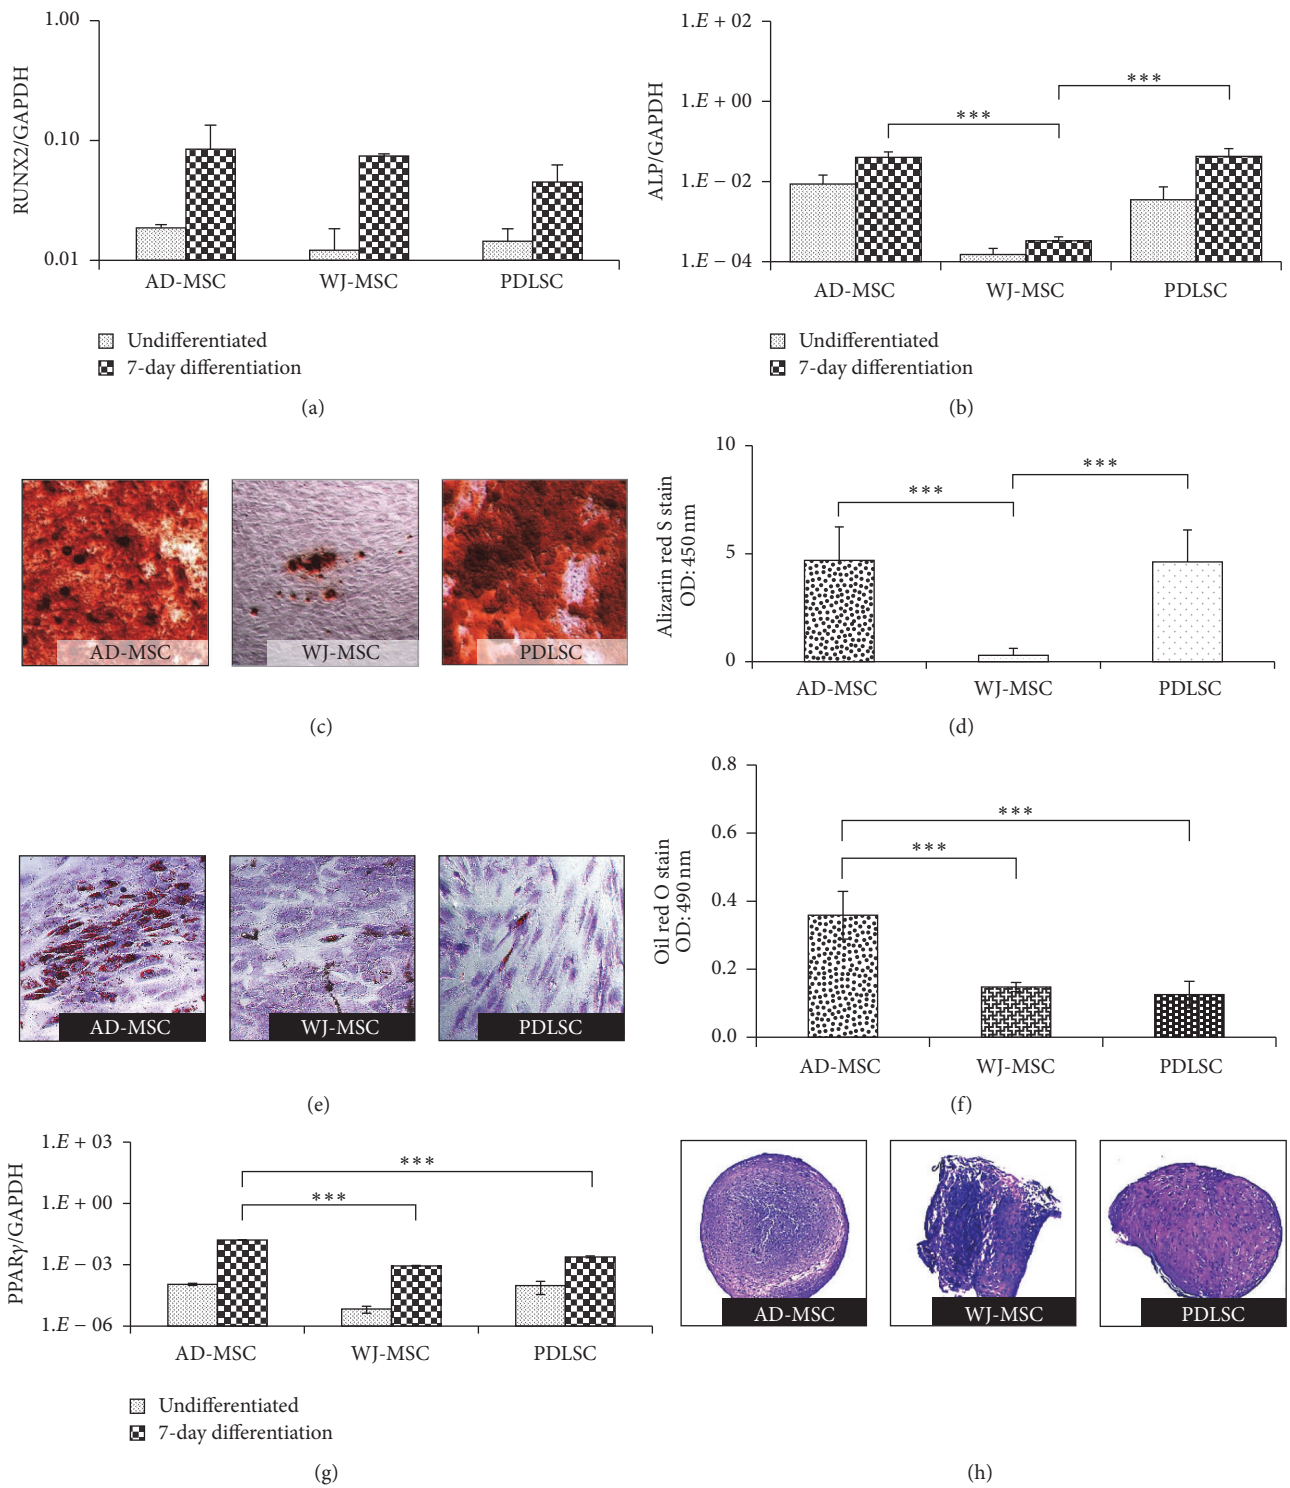 1.00
0.10
0.01
RUNX2/GAPDH
AD-MSC WJ-MSC PDLSC
Undifferentiated
7-day differentiation
(a)
1.E + 02
1.E + 00
1.E − 02
1.E − 04
ALP/GAPDH
***
***
AD-MSC WJ-MSC PDLSC
Undifferentiated
7-day differentiation
(b)
AD-MSC
WJ-MSC
PDLSC
(c)
10
5
0
Alizarin red S stain
OD: 450 nm
***
***
AD-MSC WJ-MSC PDLSC
(d)
AD-MSC
WJ-MSC
PDLSC
(e)
0.8
0.6
0.4
0.2
0.0
Oil red O stain
OD: 490 nm
***
***
AD-MSC WJ-MSC PDLSC
(f)
1.E + 03
1.E + 00
1.E − 03
1.E − 06
PPARγ/GAPDH
***
***
AD-MSC WJ-MSC PDLSC
Undifferentiated
7-day differentiation
(g)
AD-MSC
WJ-MSC
PDLSC
(h)